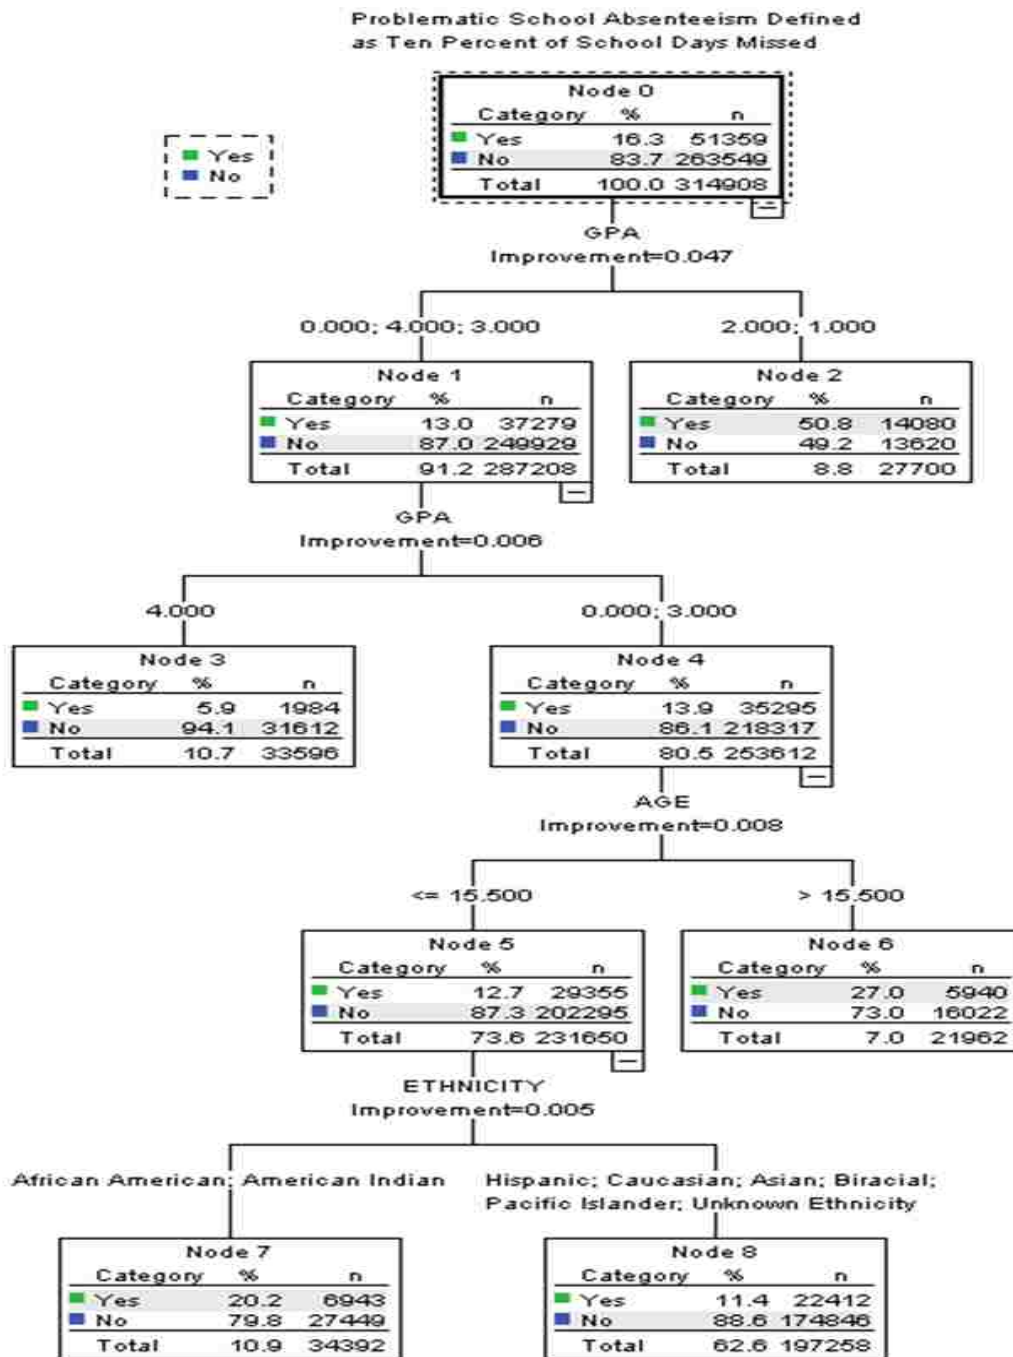 Problematic School Absenteeism Defined
as Ten Percent of School Days Missed
Yes
No
Node 0
Category % n
Yes 16.3 51359
No 83.7 263549
Total 100.0 314908
GPA
Improvement=0.047
0.000; 4.000; 3.000
2.000; 1.000
Node 1
Category % n
Yes 13.0 37279
No 87.0 249929
Total 91.2 287208
Node 2
Category % n
Yes 50.8 14080
No 49.2 13620
Total 8.8 27700
GPA
Improvement=0.006
4.000
0.000; 3.000
Node 3
Category % n
Yes 5.9 1984
No 94.1 31612
Total 10.7 33596
Node 4
Category % n
Yes 13.9 35295
No 86.1 218317
Total 80.5 253612
AGE
Improvement=0.008
<= 15.500
> 15.500
Node 5
Category % n
Yes 12.7 29355
No 87.3 202295
Total 73.6 231650
Node 6
Category % n
Yes 27.0 5940
No 73.0 16022
Total 7.0 21962
ETHNICITY
Improvement=0.005
African American; American Indian
Hispanic; Caucasian; Asian; Biracial;
Pacific Islander; Unknown Ethnicity
Node 7
Category % n
Yes 20.2 6943
No 79.8 27449
Total 10.9 34392
Node 8
Category % n
Yes 11.4 22412
No 88.6 174846
Total 62.6 197258